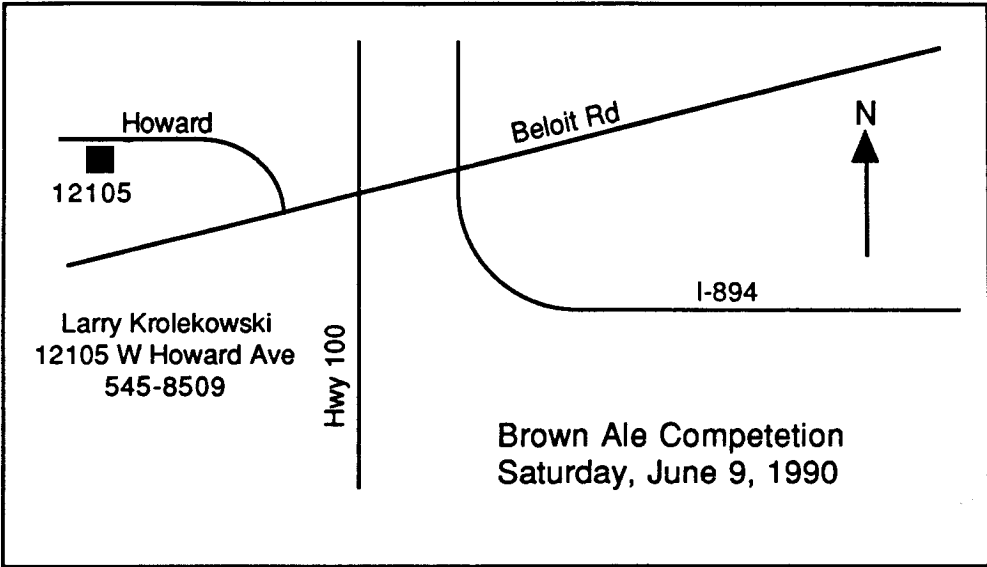 Howard
Beloit Rd
N
12105
I-894
Larry Krolekowski
12105 W Howard Ave
545-8509
Hwy 100
Brown Ale Competetion
Saturday, June 9, 1990